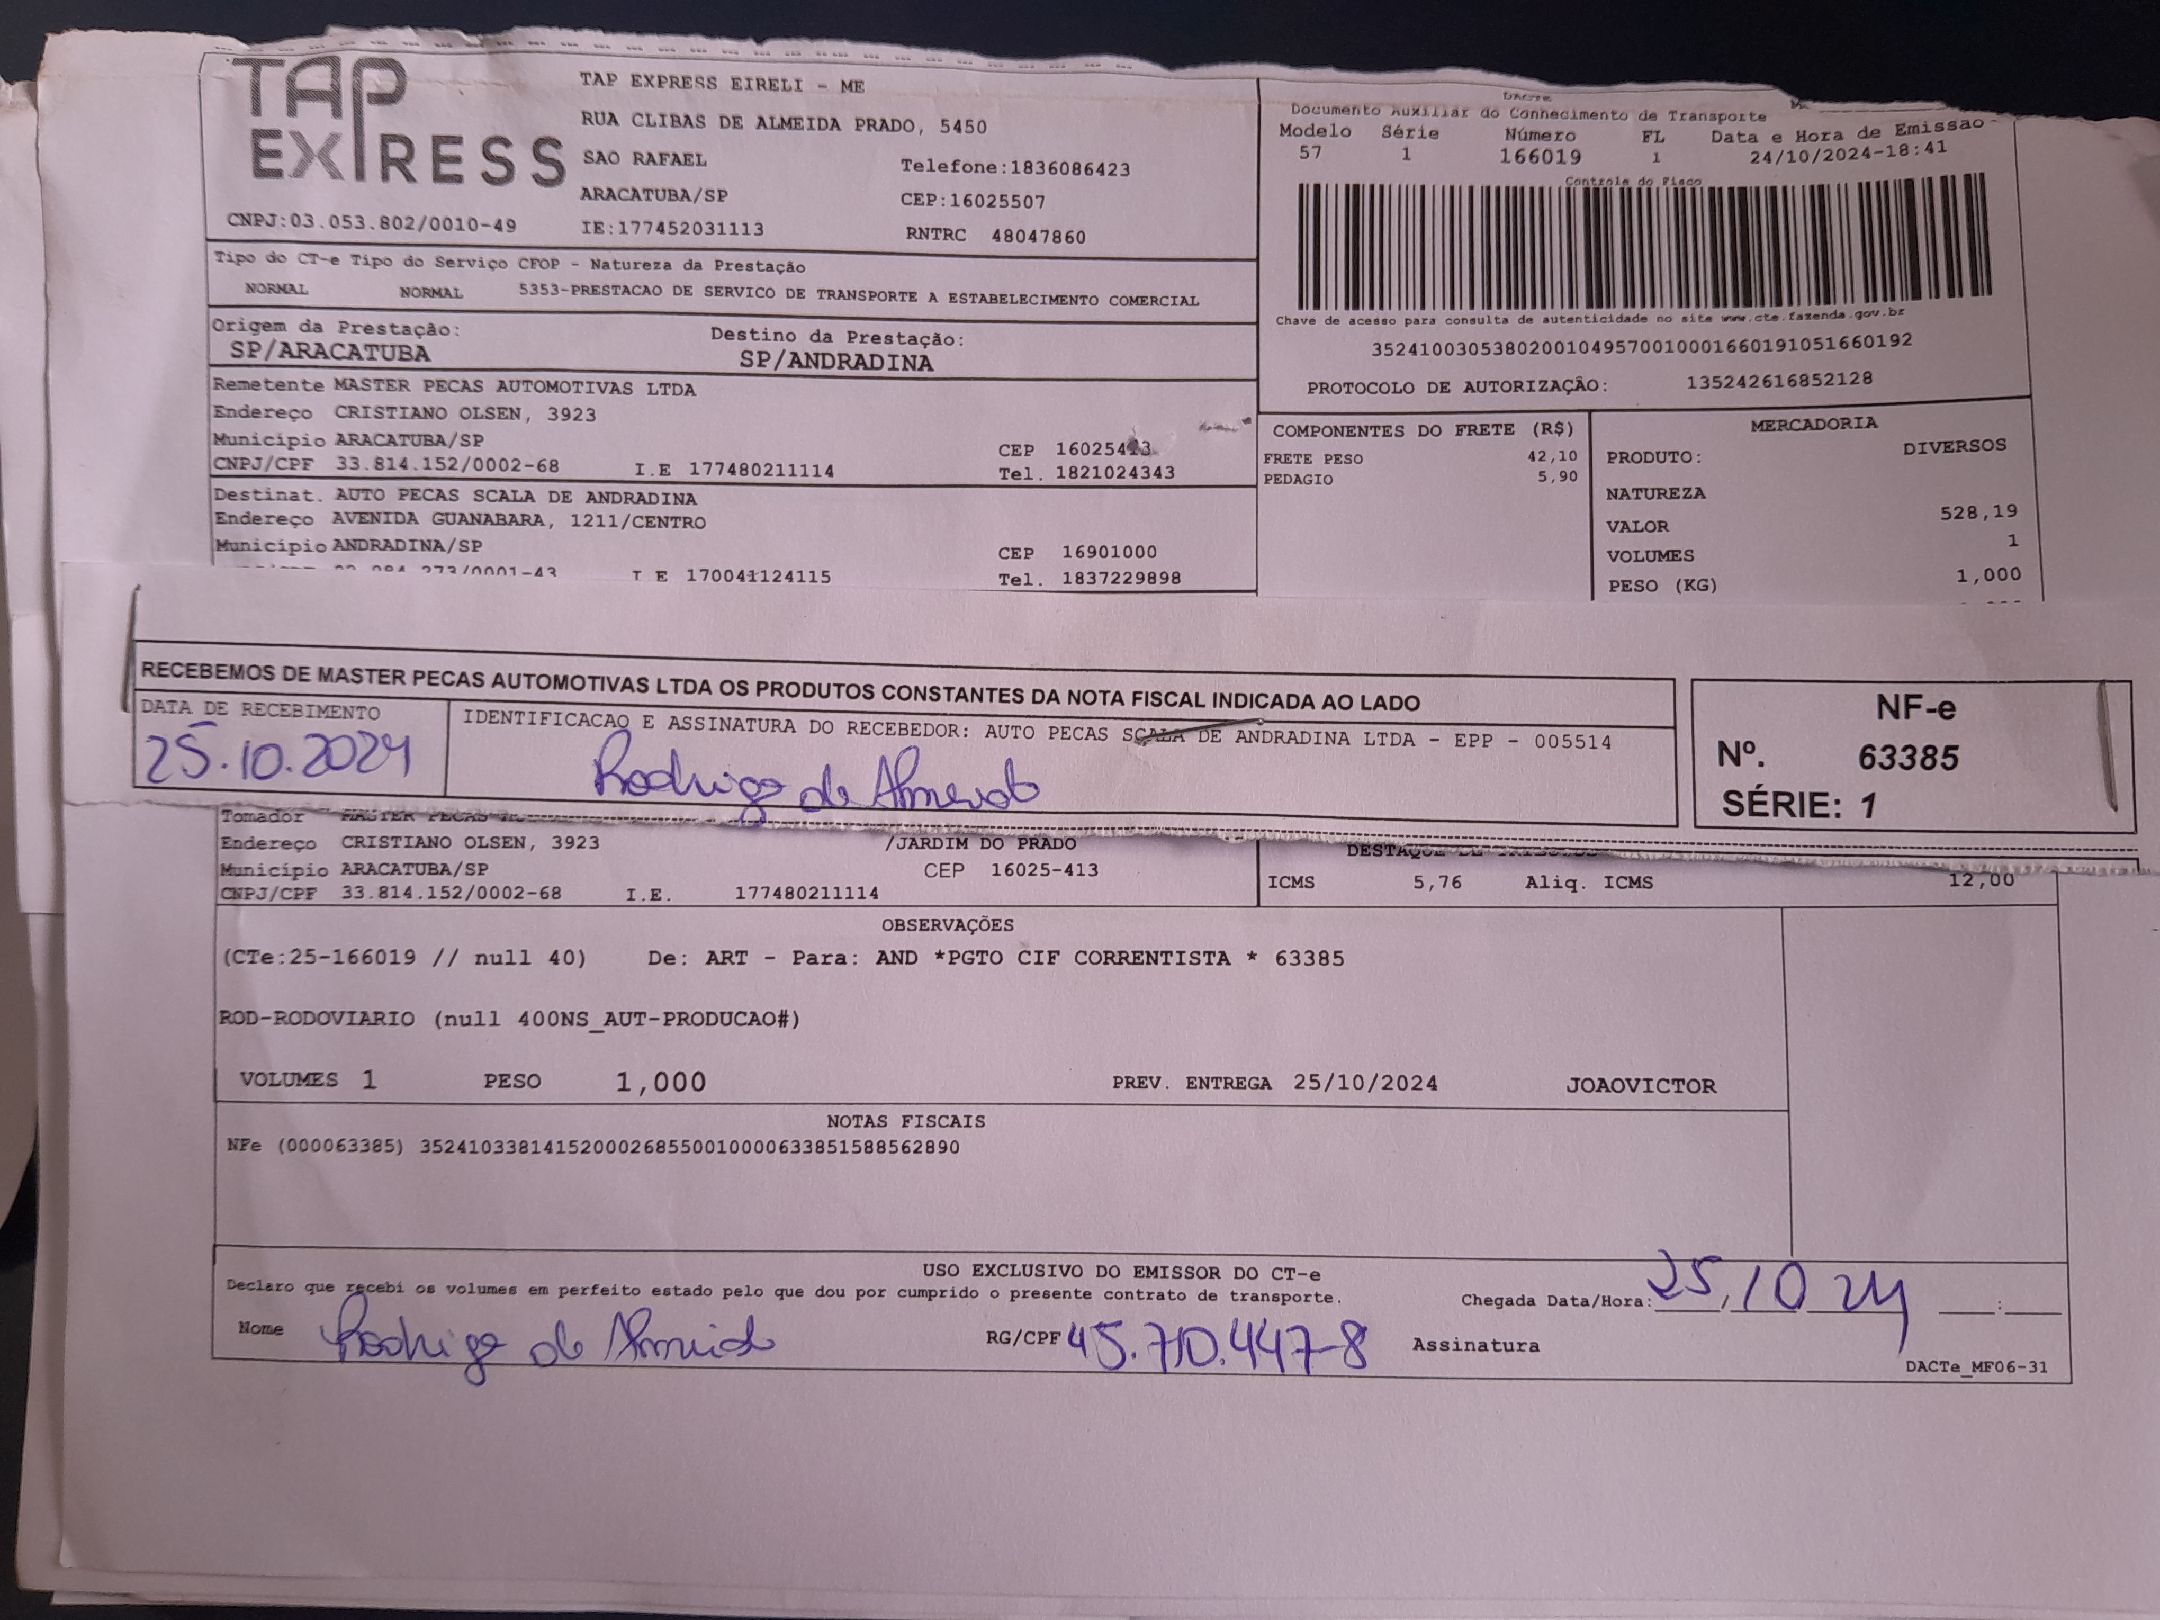 TAP EXPRESS
TAP EXPRESS EIRELI - ME
RUA CLIBAS DE ALMEIDA PRADO, 5450
SAO RAFAEL Telefone:1836086423
ARACATUBA/SP CEP:16025507
CNPJ:03.053.802/0010-49 IE:177452031113 RNTRC 48047860
Documento Auxiliar do Conhecimento de Transporte
Modelo Série Número FL Data e Hora de Emissão
57 1 166019 1 24/10/2024-18:41
Controle do Fisco
Chave de acesso para consulta de autenticidade no site www.cte.fazenda.gov.br
35241003053802001049570010001660191051660192
PROTOCOLO DE AUTORIZAÇÃO: 135242616852128
Tipo do CT-e Tipo do Serviço CFOP - Natureza da Prestação
NORMAL NORMAL 5353-PRESTACAO DE SERVICO DE TRANSPORTE A ESTABELECIMENTO COMERCIAL
Origem da Prestação: Destino da Prestação:
SP/ARACATUBA SP/ANDRADINA
Remetente MASTER PECAS AUTOMOTIVAS LTDA
Endereço CRISTIANO OLSEN, 3923
Município ARACATUBA/SP CEP 16025413
CNPJ/CPF 33.814.152/0002-68 I.E 177480211114 Tel. 1821024343
Destinat. AUTO PECAS SCALA DE ANDRADINA
Endereço AVENIDA GUANABARA, 1211/CENTRO
Município ANDRADINA/SP CEP 16901000
I E 170041124115 Tel. 1837229898
COMPONENTES DO FRETE (R$)
FRETE PESO 42,10
PEDAGIO 5,90
MERCADORIA
PRODUTO: DIVERSOS
NATUREZA
VALOR 528,19
VOLUMES 1
PESO (KG) 1,000
RECEBEMOS DE MASTER PECAS AUTOMOTIVAS LTDA OS PRODUTOS CONSTANTES DA NOTA FISCAL INDICADA AO LADO
DATA DE RECEBIMENTO IDENTIFICACAO E ASSINATURA DO RECEBEDOR: AUTO PECAS SCALA DE ANDRADINA LTDA - EPP - 005514
25.10.2024 Rodrigo de Almeida
NF-e
Nº. 63385
SÉRIE: 1
Tomador MASTER PECAS
Endereço CRISTIANO OLSEN, 3923 /JARDIM DO PRADO
Município ARACATUBA/SP CEP 16025-413
CNPJ/CPF 33.814.152/0002-68 I.E. 177480211114
ICMS 5,76 Aliq. ICMS 12,00
OBSERVAÇÕES
(CTe:25-166019 // null 40) De: ART - Para: AND *PGTO CIF CORRENTISTA * 63385
ROD-RODOVIARIO (null 400NS_AUT-PRODUCAO#)
VOLUMES 1 PESO 1,000 PREV. ENTREGA 25/10/2024 JOAOVICTOR
NOTAS FISCAIS
NFe (000063385) 35241033814152000268550010000633851588562890
USO EXCLUSIVO DO EMISSOR DO CT-e
Declaro que recebi os volumes em perfeito estado pelo que dou por cumprido o presente contrato de transporte.
Chegada Data/Hora: 25/10 24 :
Nome Rodrigo de Almeida RG/CPF 45.710.447-8 Assinatura
DACTe_MF06-31